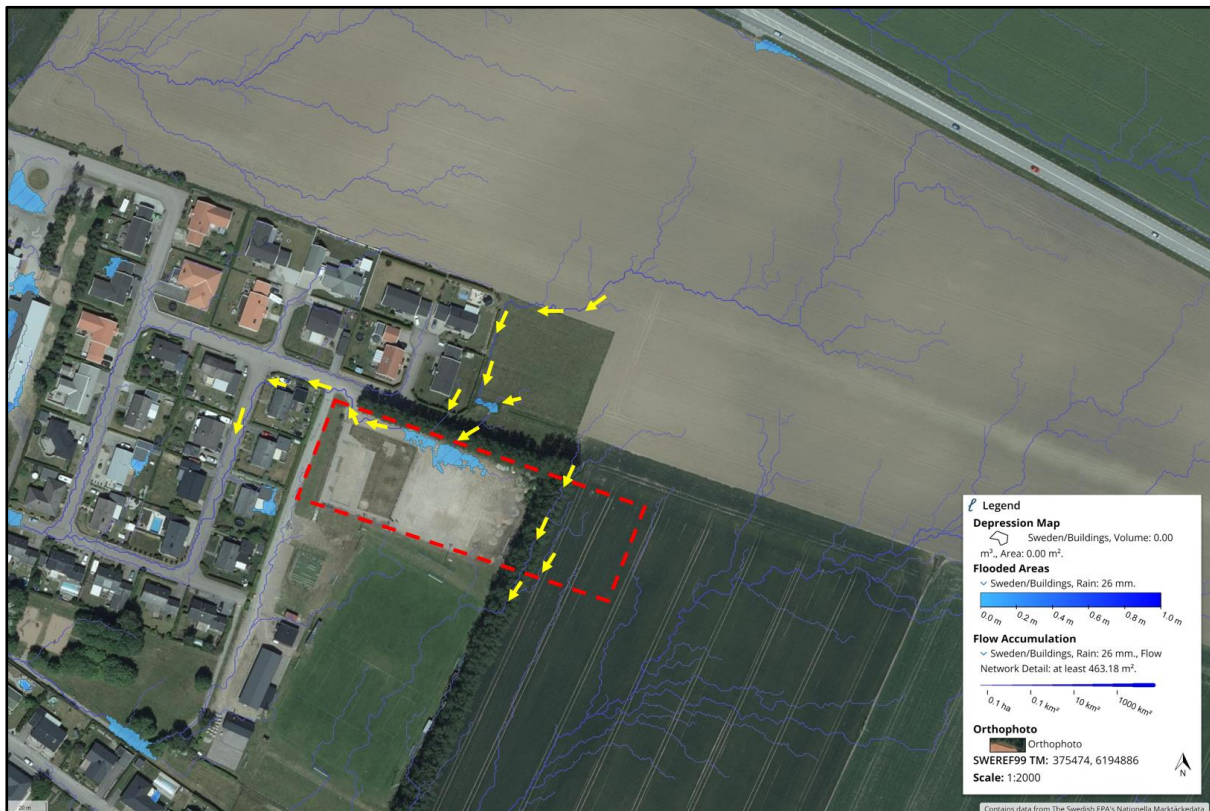 Legend
Depression Map
Sweden/Buildings, Volume: 0.00
m³., Area: 0.00 m².
Flooded Areas
Sweden/Buildings, Rain: 26 mm.
0.0 m 0.2 m 0.4 m 0.6 m 0.8 m 1.0 m
Flow Accumulation
Sweden/Buildings, Rain: 26 mm., Flow
Network Detail: at least 463.18 m².
0.1 ha 0.1 km² 10 km² 1000 km²
Orthophoto
Orthophoto
SWEREF99 TM: 375474, 6194886
Scale: 1:2000
N
20 m
Contains data from The Swedish EPA's Nationella Marktäckedata